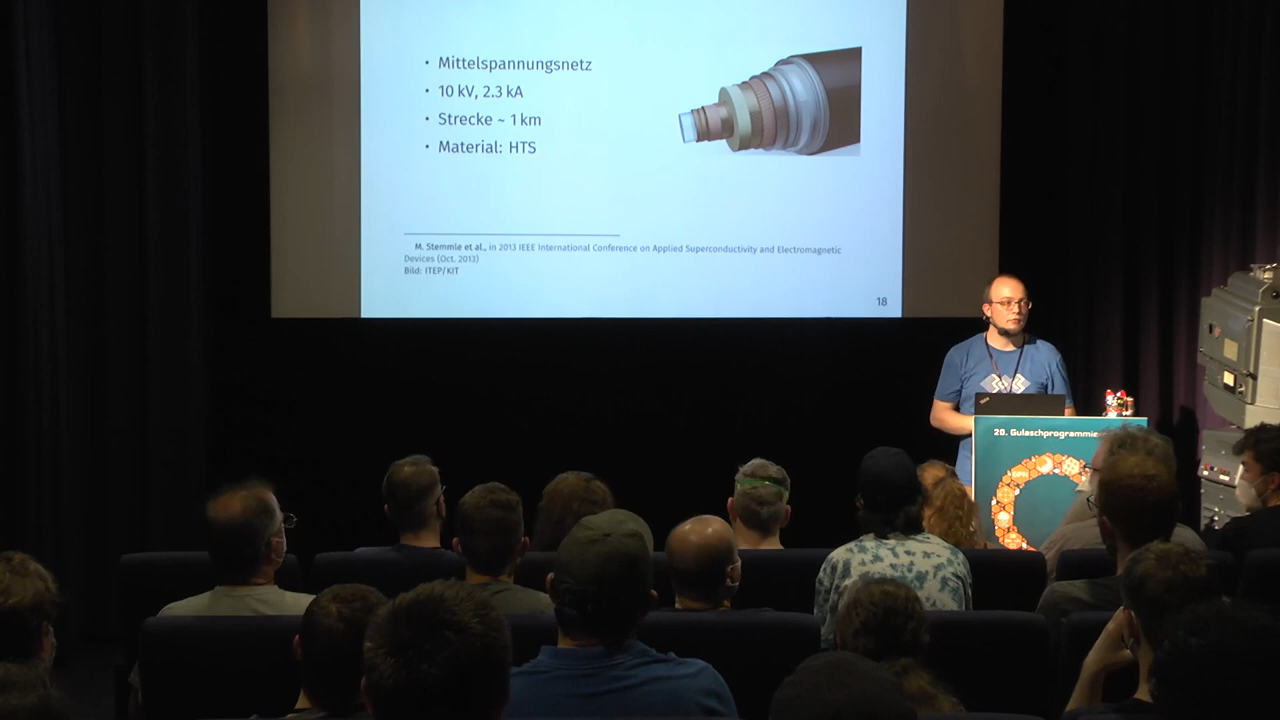 • Mittelspannungsnetz
• 10 kV, 2.3 kA
• Strecke ~ 1 km
• Material: HTS
M. Stemmle et al., in 2013 IEEE International Conference on Applied Superconductivity and Electromagnetic
Devices (Oct. 2013)
Bild: ITEP/KIT
18
20. Gulaschprogrammie